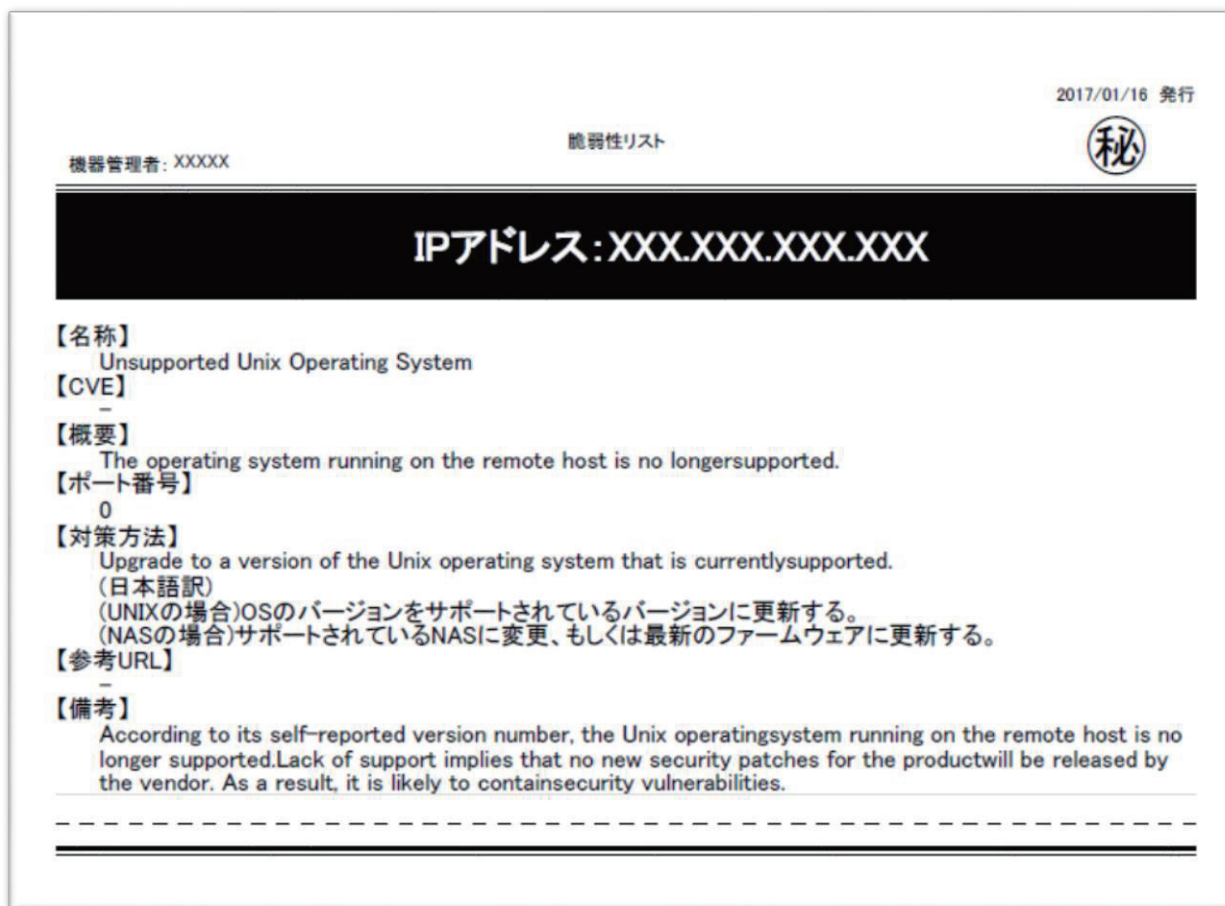 2017/01/16 発行
脆弱性リスト
㊙
機器管理者: XXXXX
IPアドレス:XXX.XXX.XXX.XXX
【名称】
Unsupported Unix Operating System
【CVE】
-
【概要】
The operating system running on the remote host is no longersupported.
【ポート番号】
0
【対策方法】
Upgrade to a version of the Unix operating system that is currentlysupported.
(日本語訳)
(UNIXの場合)OSのバージョンをサポートされているバージョンに更新する。
(NASの場合)サポートされているNASに変更、もしくは最新のファームウェアに更新する。
【参考URL】
-
【備考】
According to its self-reported version number, the Unix operatingsystem running on the remote host is no
longer supported.Lack of support implies that no new security patches for the productwill be released by
the vendor. As a result, it is likely to containsecurity vulnerabilities.